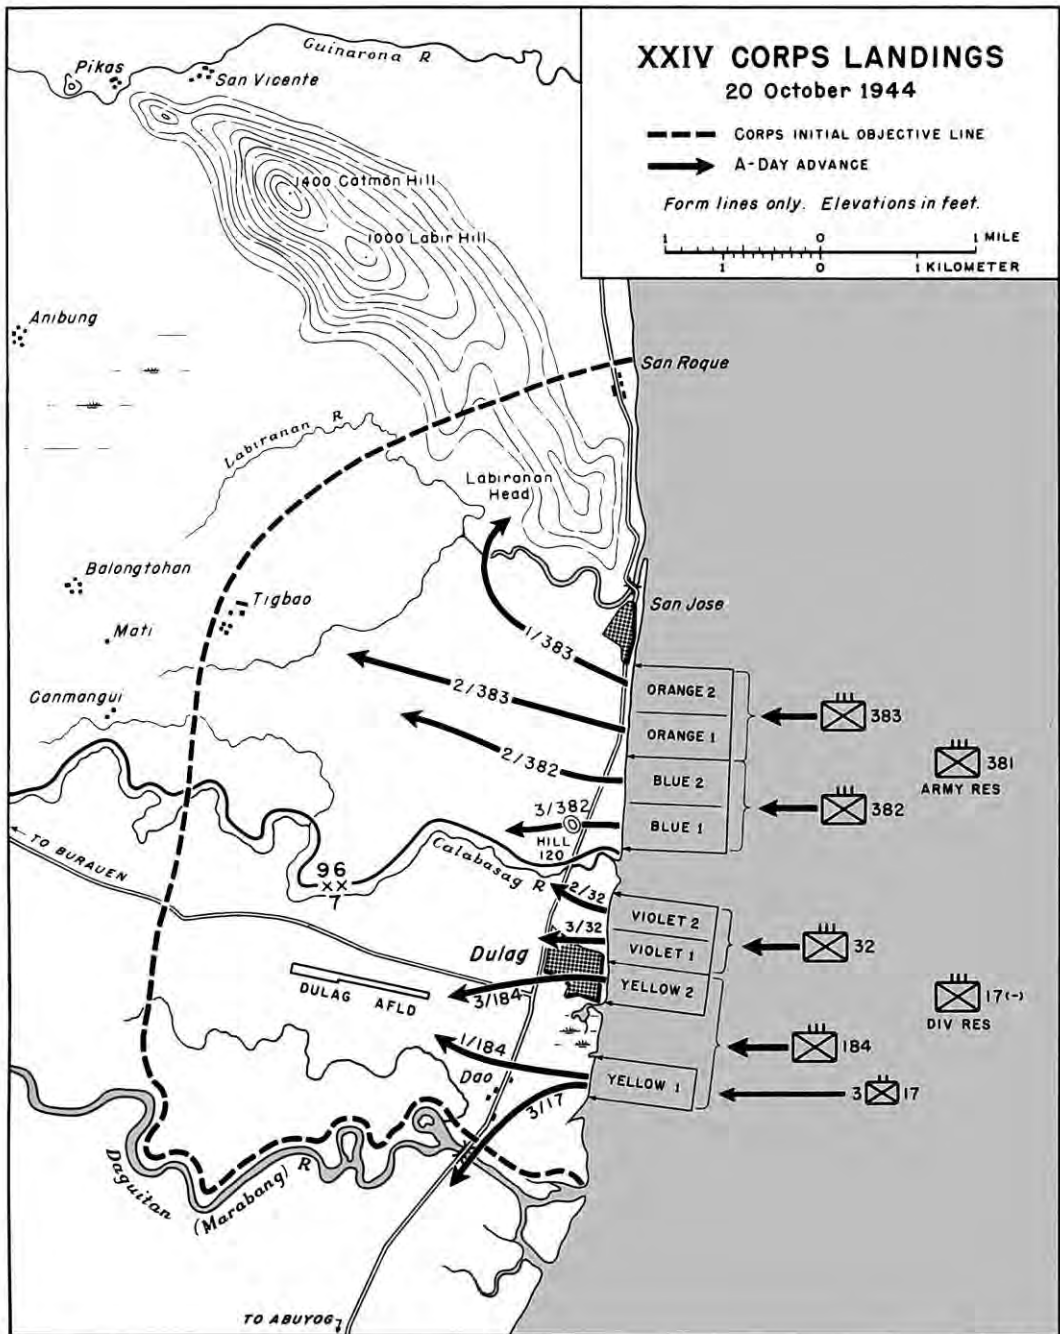 XXIV CORPS LANDINGS
20 October 1944
CORPS INITIAL OBJECTIVE LINE
A-DAY ADVANCE
Form lines only. Elevations in feet.
1 0 1 MILE
1 0 1 KILOMETER
Guinarona R
Pikas
San Vicente
1400 Catmon Hill
1000 Labir Hill
Anibung
San Roque
Labiranan R
Labiranan
Head
Balongtohan
Tigbao
San Jose
Mati
1/383
ORANGE 2
2/383
383
Canmangui
ORANGE 1
2/382
BLUE 2
381
ARMY RES
3/382
382
BLUE 1
HILL
120
TO BURAUEN
Calabasag R
96
XX
7
2/32
VIOLET 2
3/32
32
VIOLET 1
Dulag
YELLOW 2
DULAG AFLD
3/184
17(-)
DIV RES
1/184
184
Dao
YELLOW 1
3 17
3/17
Daguitan
(Marabang) R
TO ABUYOG